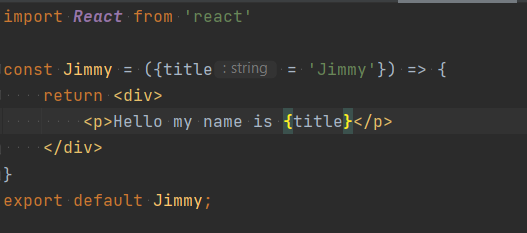 import React from 'react'
const Jimmy = ({title : string = 'Jimmy'}) => {
return <div>
<p>Hello my name is {title}</p>
</div>
}
export default Jimmy;